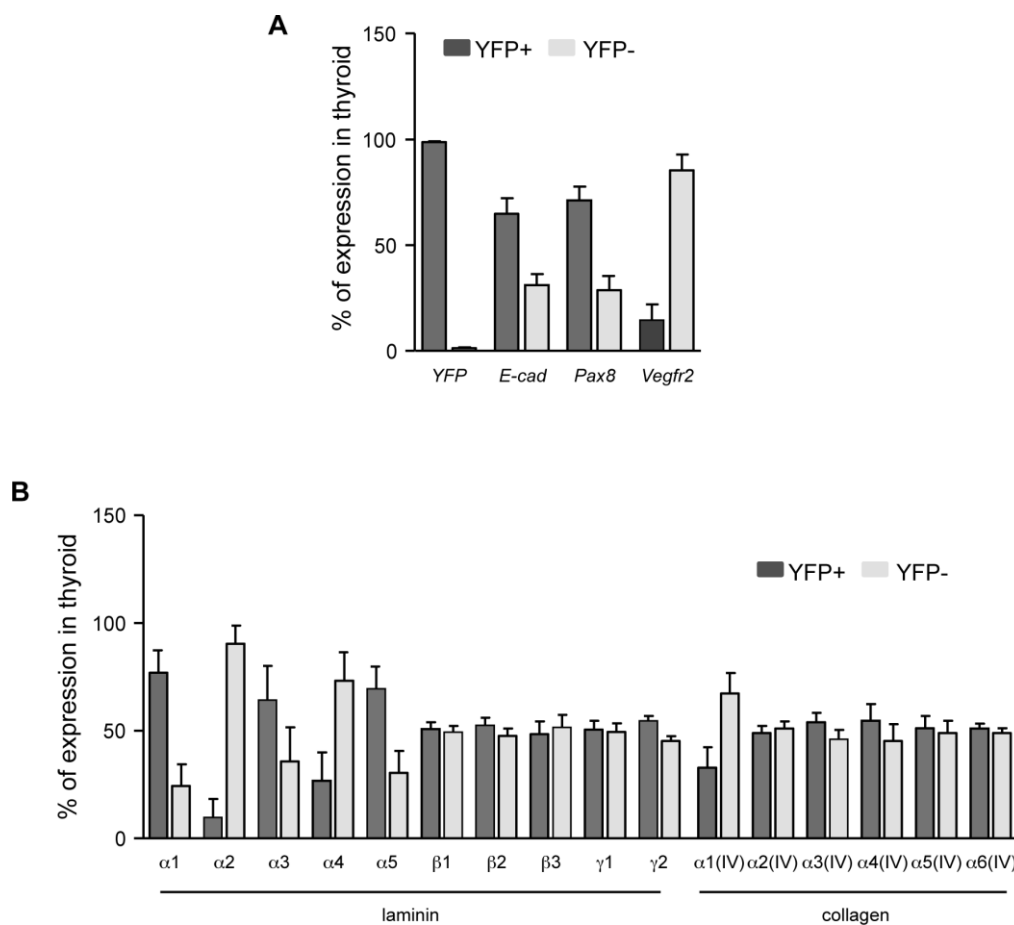 A
YFP+ YFP-
% of expression in thyroid
150
100
50
0
YFP E-cad Pax8 Vegfr2
B
YFP+ YFP-
% of expression in thyroid
150
100
50
0
α1 α2 α3 α4 α5 β1 β2 β3 γ1 γ2 α1(IV) α2(IV) α3(IV) α4(IV) α5(IV) α6(IV)
laminin collagen